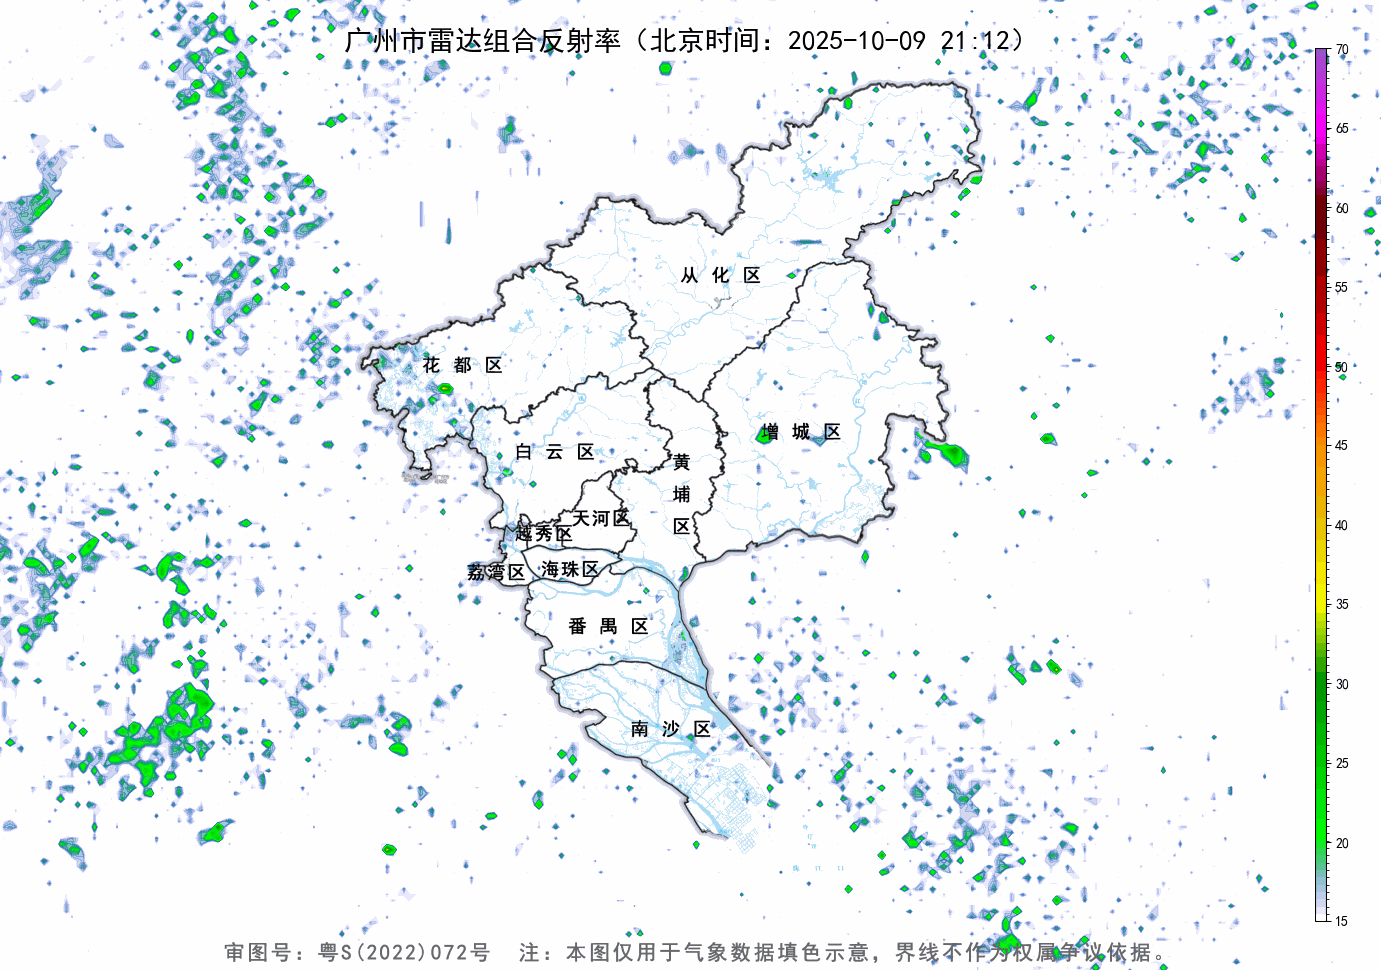 广州市雷达组合反射率（北京时间：2025-10-09 21:12）
70
65
60
55
50
45
40
35
30
25
20
15
从化区
花都区
增城区
白云区
黄埔区
天河区
越秀区
荔湾区
海珠区
番禺区
南沙区
审图号：粤S(2022)072号 注：本图仅用于气象数据填色示意，界线不作为权属争议依据。